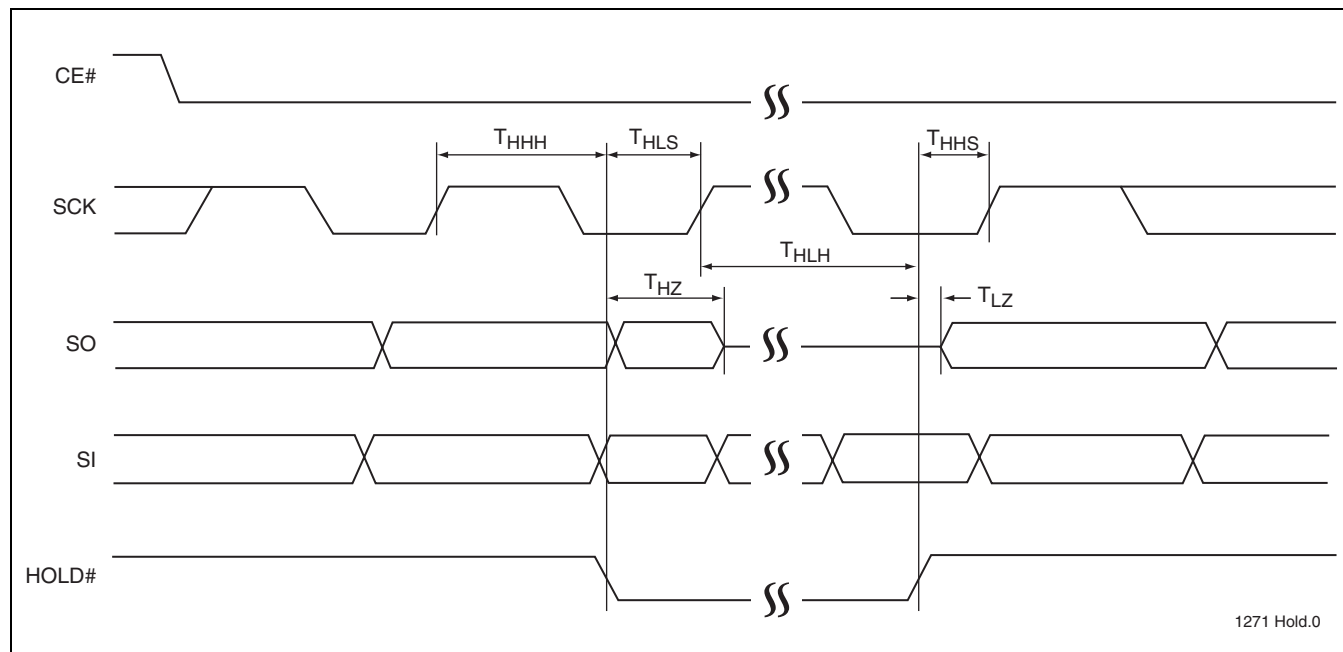 CE#
THHH
THLS
THHS
SCK
THLH
THZ
TLZ
SO
SI
HOLD#
1271 Hold.0